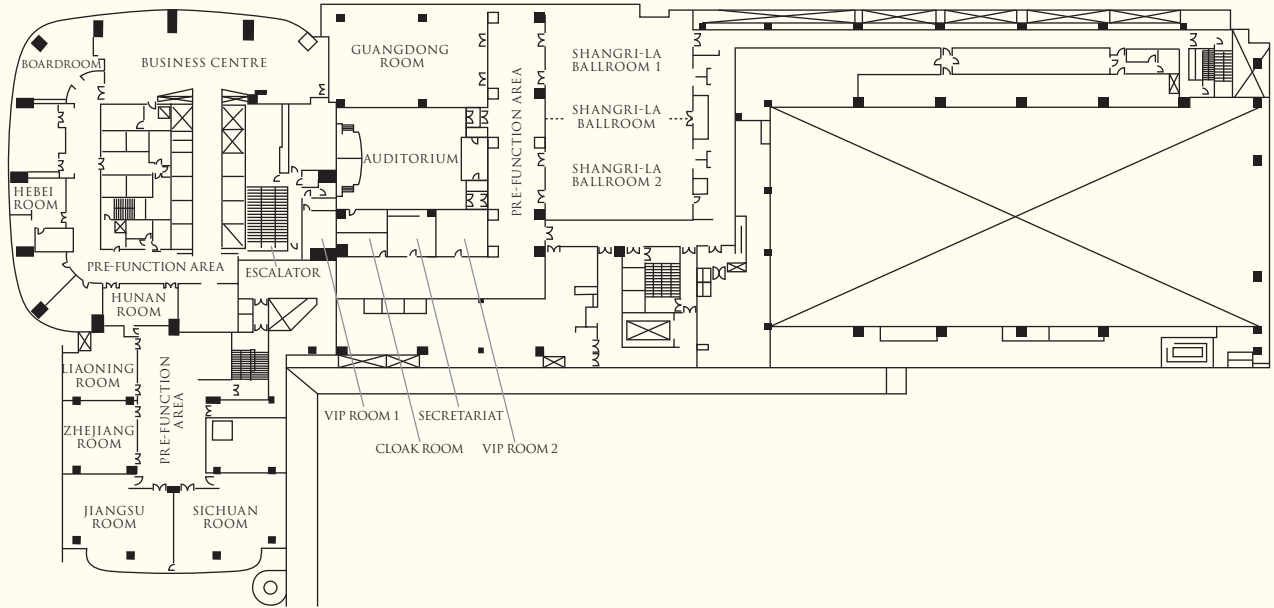 GUANGDONG
ROOM
SHANGRI-LA
BALLROOM 1
BOARDROOM
BUSINESS CENTRE
PRE-FUNCTION AREA
SHANGRI-LA
BALLROOM
AUDITORIUM
SHANGRI-LA
BALLROOM 2
HEBEI
ROOM
PRE-FUNCTION AREA
ESCALATOR
HUNAN
ROOM
LIAONING
ROOM
PRE-FUNCTION
AREA
VIP ROOM 1
SECRETARIAT
ZHEJIANG
ROOM
CLOAK ROOM
VIP ROOM 2
JIANGSU
ROOM
SICHUAN
ROOM